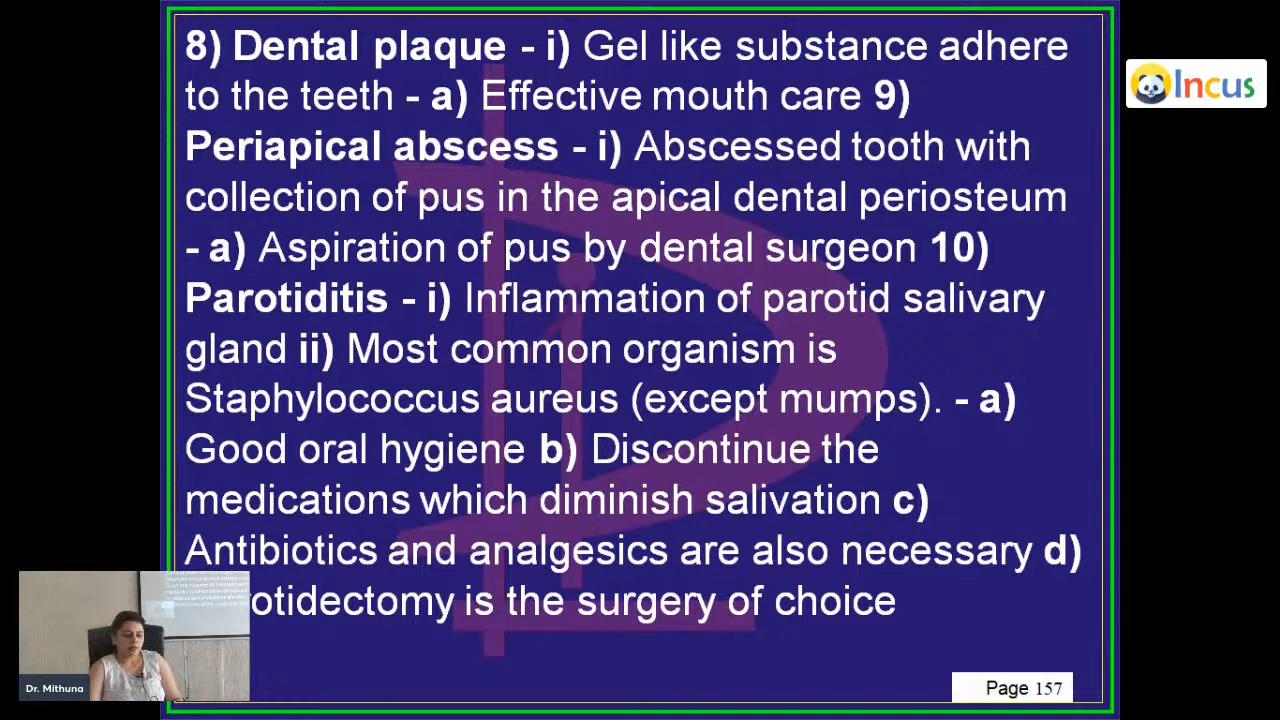 8) Dental plaque - i) Gel like substance adhere
to the teeth - a) Effective mouth care 9)
Periapical abscess - i) Abscessed tooth with
collection of pus in the apical dental periosteum
- a) Aspiration of pus by dental surgeon 10)
Parotiditis - i) Inflammation of parotid salivary
gland ii) Most common organism is
Staphylococcus aureus (except mumps). - a)
Good oral hygiene b) Discontinue the
medications which diminish salivation c)
Antibiotics and analgesics are also necessary d)
otidectomy is the surgery of choice
Page 157
Incus
Dr. Mithuna